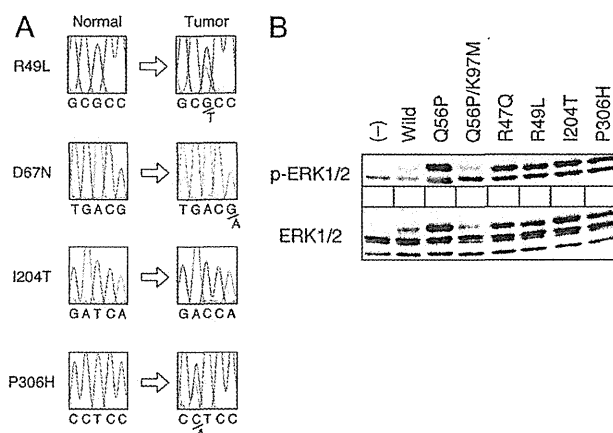 A
Normal Tumor
R49L
GCGCC GCGCC
T
D67N
TGACG TGACG
A
I204T
GATCA GACCA
P306H
CCTCC CCTCC
A
B
(-) Wild Q56P Q56P/K97M R47Q R49L I204T P306H
p-ERK1/2
ERK1/2